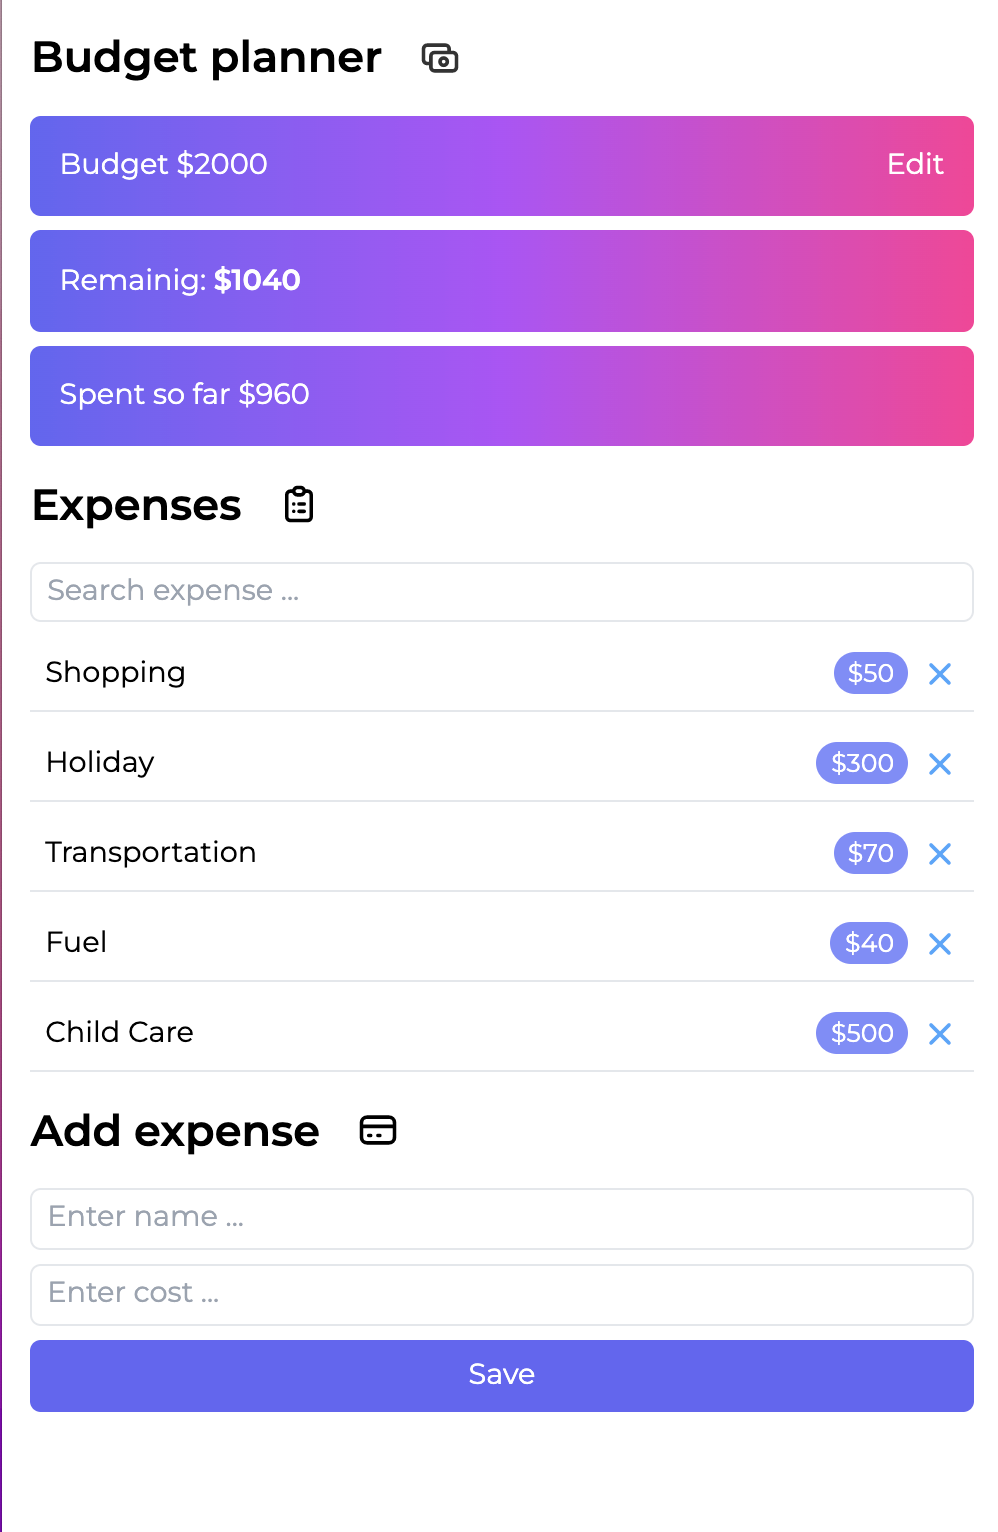 Budget planner
Budget $2000 Edit
Remainig: $1040
Spent so far $960
Expenses
Search expense ...
Shopping $50
Holiday $300
Transportation $70
Fuel $40
Child Care $500
Add expense
Enter name ...
Enter cost ...
Save